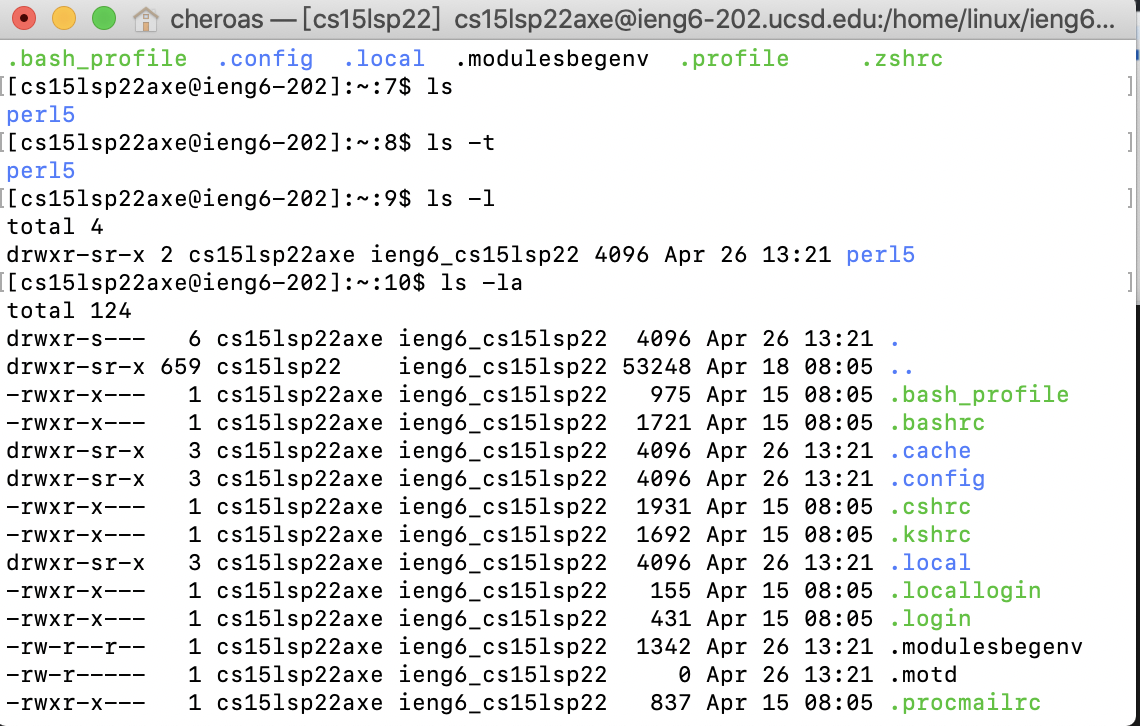 cheroas — [cs15lsp22] cs15lsp22axe@ieng6-202.ucsd.edu:/home/linux/ieng6...
.bash_profile  .config  .local  .modulesbegenv  .profile     .zshrc
[[cs15lsp22axe@ieng6-202]:~:7$ ls                                                ]
perl5
[[cs15lsp22axe@ieng6-202]:~:8$ ls -t                                             ]
perl5
[[cs15lsp22axe@ieng6-202]:~:9$ ls -l                                             ]
total 4
drwxr-sr-x 2 cs15lsp22axe ieng6_cs15lsp22 4096 Apr 26 13:21 perl5
[[cs15lsp22axe@ieng6-202]:~:10$ ls -la                                           ]
total 124
drwxr-s---   6 cs15lsp22axe ieng6_cs15lsp22  4096 Apr 26 13:21 .
drwxr-sr-x 659 cs15lsp22    ieng6_cs15lsp22 53248 Apr 18 08:05 ..
-rwxr-x---   1 cs15lsp22axe ieng6_cs15lsp22   975 Apr 15 08:05 .bash_profile
-rwxr-x---   1 cs15lsp22axe ieng6_cs15lsp22  1721 Apr 15 08:05 .bashrc
drwxr-sr-x   3 cs15lsp22axe ieng6_cs15lsp22  4096 Apr 26 13:21 .cache
drwxr-sr-x   3 cs15lsp22axe ieng6_cs15lsp22  4096 Apr 26 13:21 .config
-rwxr-x---   1 cs15lsp22axe ieng6_cs15lsp22  1931 Apr 15 08:05 .cshrc
-rwxr-x---   1 cs15lsp22axe ieng6_cs15lsp22  1692 Apr 15 08:05 .kshrc
drwxr-sr-x   3 cs15lsp22axe ieng6_cs15lsp22  4096 Apr 26 13:21 .local
-rwxr-x---   1 cs15lsp22axe ieng6_cs15lsp22   155 Apr 15 08:05 .locallogin
-rwxr-x---   1 cs15lsp22axe ieng6_cs15lsp22   431 Apr 15 08:05 .login
-rw-r--r--   1 cs15lsp22axe ieng6_cs15lsp22  1342 Apr 26 13:21 .modulesbegenv
-rw-r-----   1 cs15lsp22axe ieng6_cs15lsp22     0 Apr 26 13:21 .motd
-rwxr-x---   1 cs15lsp22axe ieng6_cs15lsp22   837 Apr 15 08:05 .procmailrc